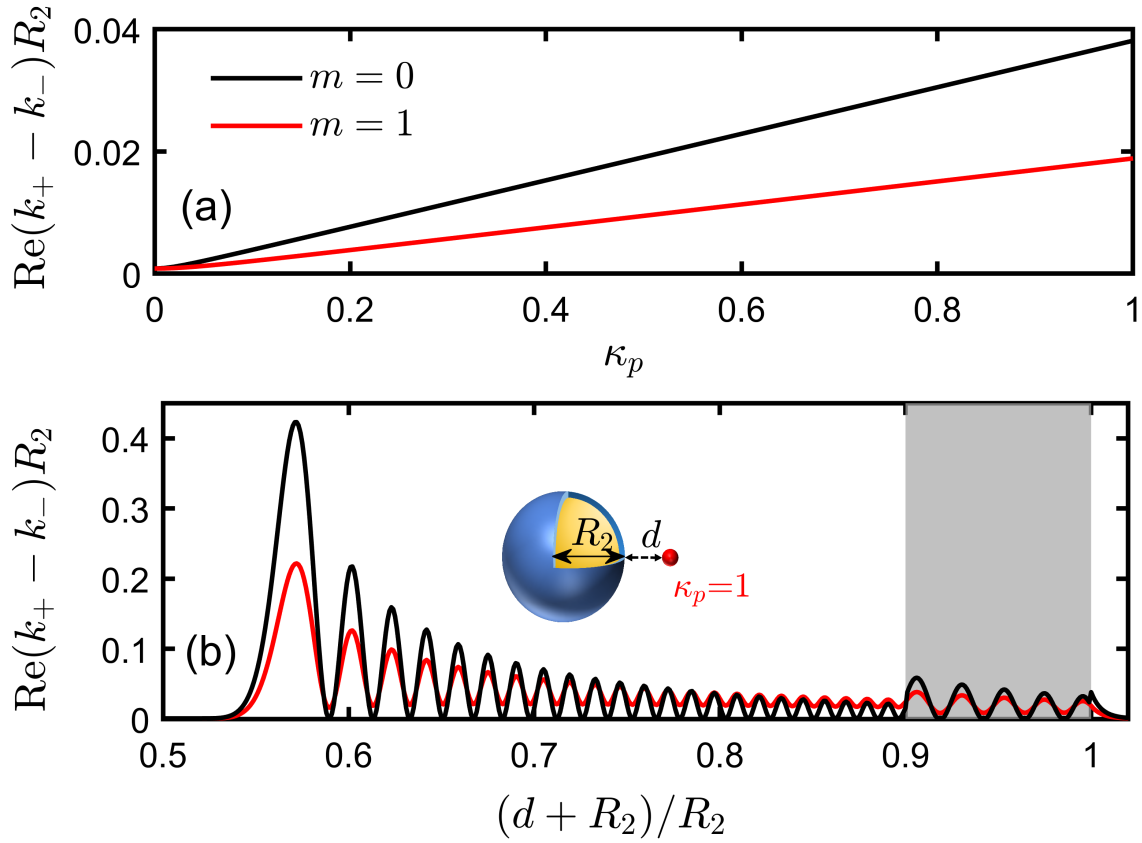 Re(k₊ − k₋)R₂
0.04
0.02
0
m = 0
m = 1
(a)
0 0.2 0.4 0.6 0.8 1
κₚ
Re(k₊ − k₋)R₂
0.4
0.3
0.2
0.1
0
R₂ d
κₚ=1
(b)
0.5 0.6 0.7 0.8 0.9 1
(d + R₂)/R₂